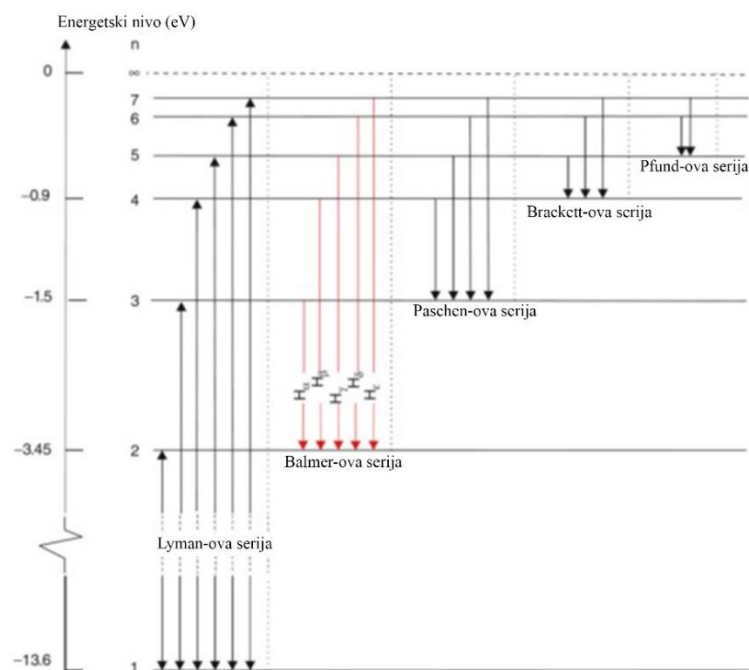 Energetski nivo (eV)
n
0
∞
7
6
5
Pfund-ova serija
-0.9
4
Brackett-ova serija
-1.5
3
Paschen-ova serija
Hα
Hβ
Hγ
Hδ
Hε
-3.45
2
Balmer-ova serija
Lyman-ova serija
-13.6
1